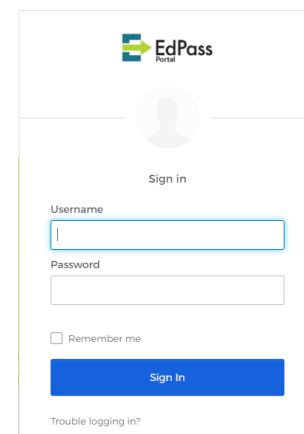 EdPass
Portal
Sign in
Username
Password
Remember me
Sign In
Trouble logging in?